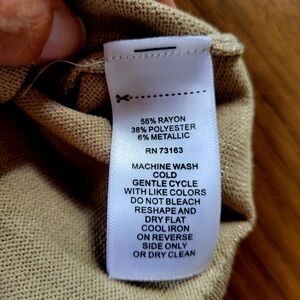 56% RAYON
38% POLYESTER
6% METALLIC
RN 73163
MACHINE WASH
COLD
GENTLE CYCLE
WITH LIKE COLORS
DO NOT BLEACH
RESHAPE AND
DRY FLAT
COOL IRON
ON REVERSE
SIDE ONLY
OR DRY CLEAN